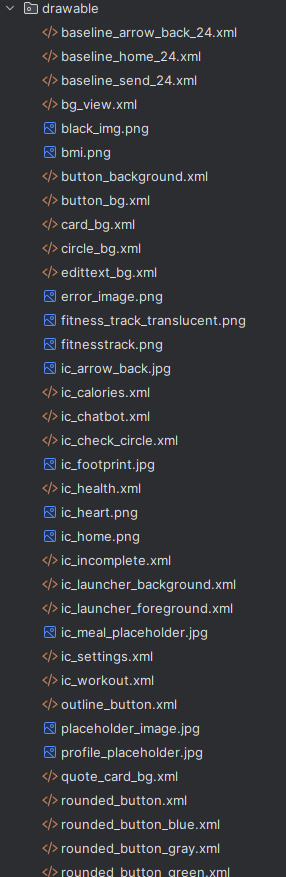 drawable
baseline_arrow_back_24.xml
baseline_home_24.xml
baseline_send_24.xml
bg_view.xml
black_img.png
bmi.png
button_background.xml
button_bg.xml
card_bg.xml
circle_bg.xml
edittext_bg.xml
error_image.png
fitness_track_translucent.png
fitnesstrack.png
ic_arrow_back.jpg
ic_calories.xml
ic_chatbot.xml
ic_check_circle.xml
ic_footprint.jpg
ic_health.xml
ic_heart.png
ic_home.png
ic_incomplete.xml
ic_launcher_background.xml
ic_launcher_foreground.xml
ic_meal_placeholder.jpg
ic_settings.xml
ic_workout.xml
outline_button.xml
placeholder_image.jpg
profile_placeholder.jpg
quote_card_bg.xml
rounded_button.xml
rounded_button_blue.xml
rounded_button_gray.xml
rounded_button_green.xml